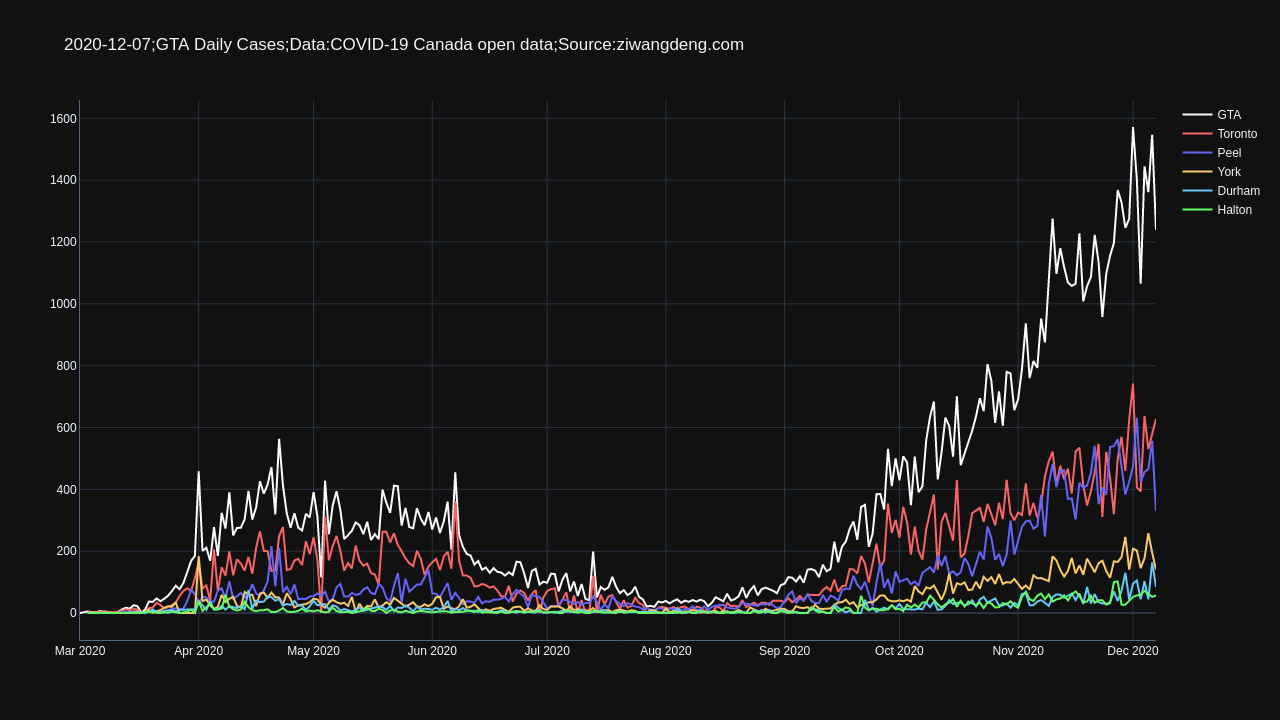 2020-12-07;GTA Daily Cases;Data:COVID-19 Canada open data;Source:ziwangdeng.com
1600
1400
1200
1000
800
600
400
200
0
Mar 2020 Apr 2020 May 2020 Jun 2020 Jul 2020 Aug 2020 Sep 2020 Oct 2020 Nov 2020 Dec 2020
GTA
Toronto
Peel
York
Durham
Halton